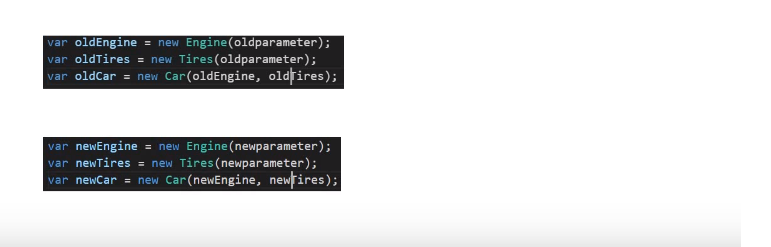 var oldEngine = new Engine(oldparameter);
var oldTires = new Tires(oldparameter);
var oldCar = new Car(oldEngine, oldTires);
var newEngine = new Engine(newparameter);
var newTires = new Tires(newparameter);
var newCar = new Car(newEngine, newTires);